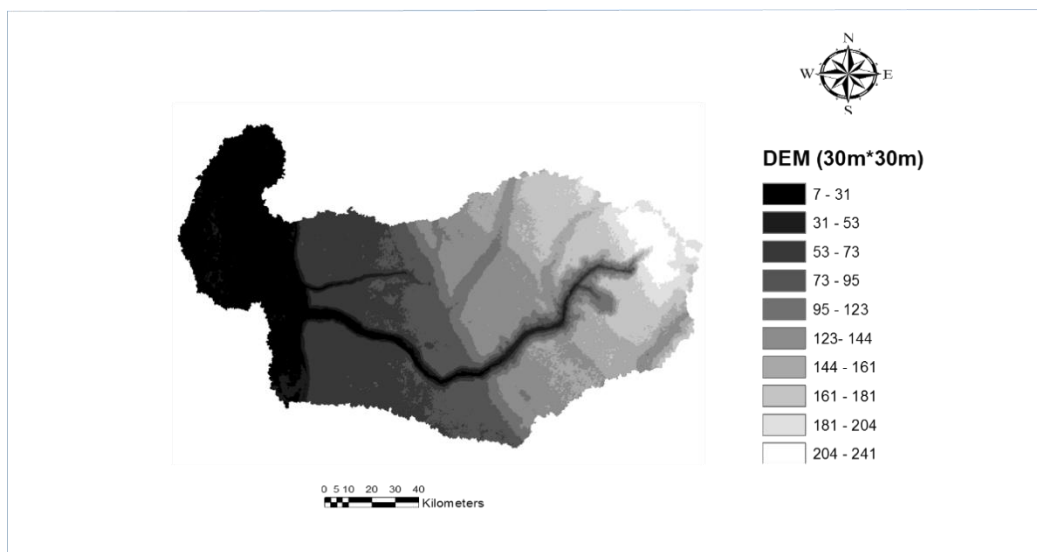 N
W E
S
DEM (30m*30m)
7 - 31
31 - 53
53 - 73
73 - 95
95 - 123
123- 144
144 - 161
161 - 181
181 - 204
204 - 241
0 5 10 20 30 40
Kilometers